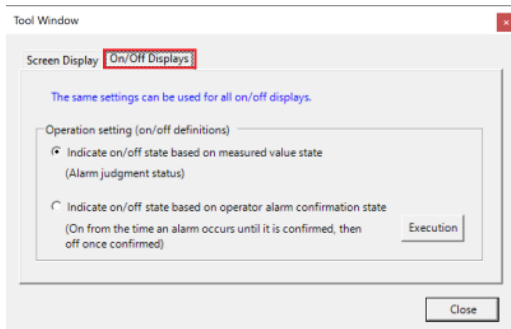 Tool Window
×
Screen Display On/Off Displays
The same settings can be used for all on/off displays.
Operation setting (on/off definitions)
Indicate on/off state based on measured value state
(Alarm judgment status)
Indicate on/off state based on operator alarm confirmation state
(On from the time an alarm occurs until it is confirmed, then
off once confirmed)
Execution
Close